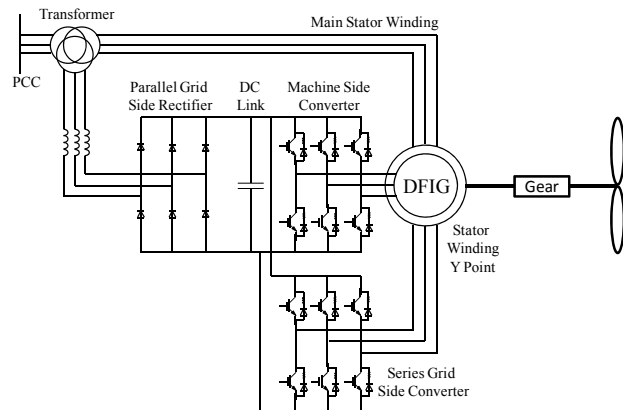 Transformer
Main Stator Winding
PCC
Parallel Grid
Side Rectifier
DC
Link
Machine Side
Converter
DFIG
Gear
Stator
Winding
Y Point
Series Grid
Side Converter